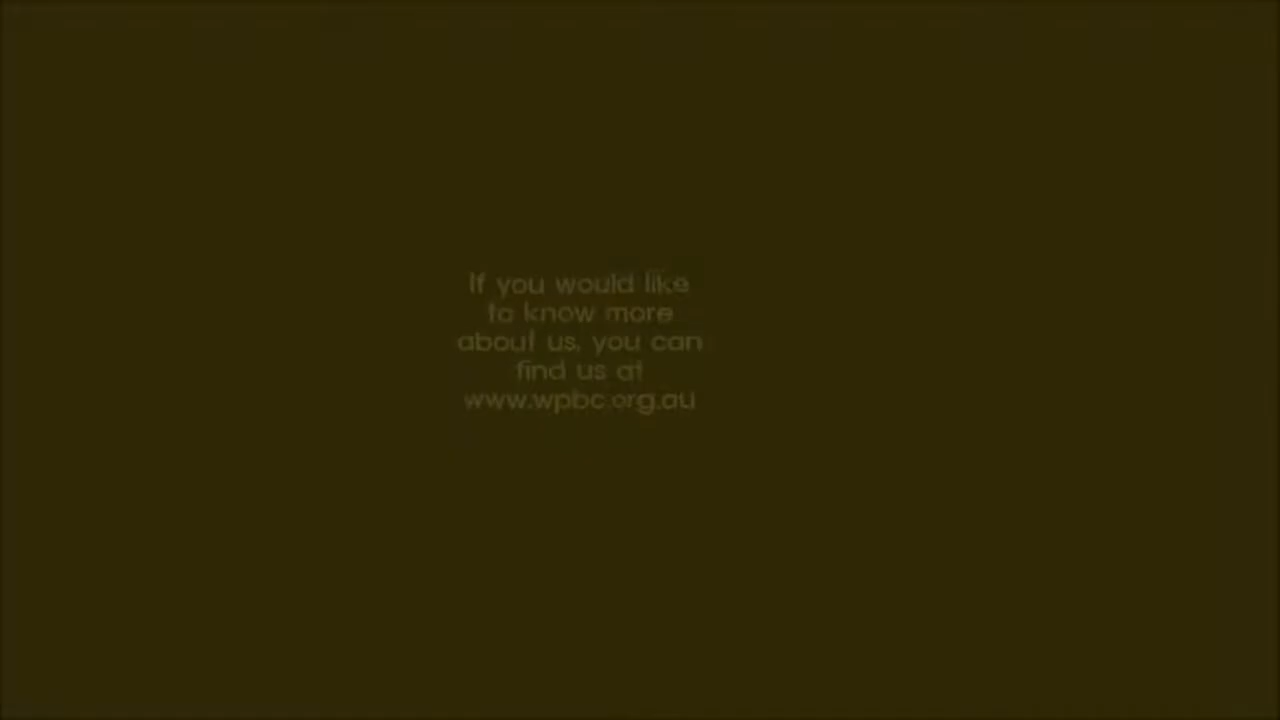 If you would like
to know more
about us, you can
find us at
www.wpbc.org.au